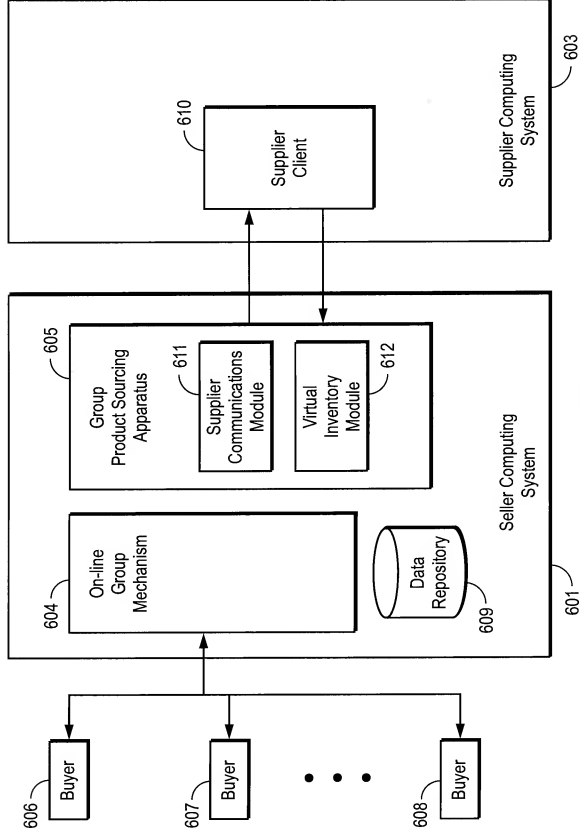 606
Buyer
607
Buyer
608
Buyer
604
On-line
Group
Mechanism
Data
Repository
609
605
Group
Product Sourcing
Apparatus
611
Supplier
Communications
Module
Virtual
Inventory
Module
612
Seller Computing
System
601
610
Supplier
Client
Supplier Computing
System
603